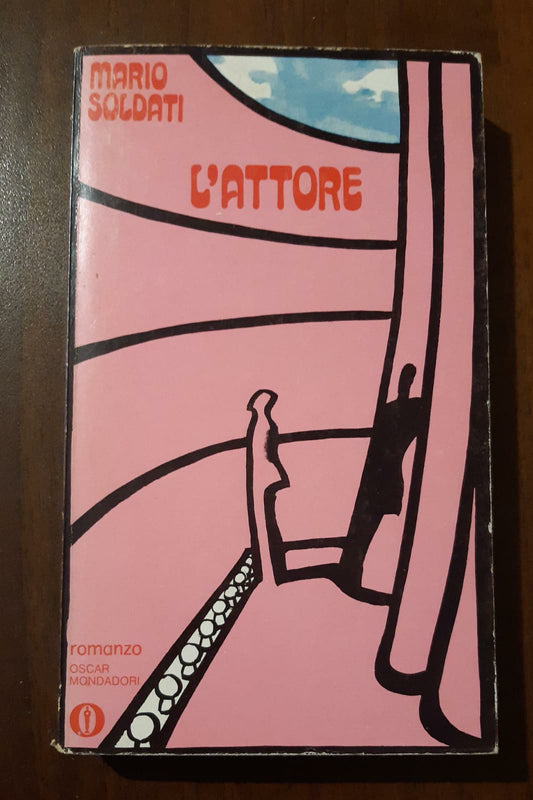 MARIO
SOLDATI
L'ATTORE
romanzo
OSCAR
MONDADORI